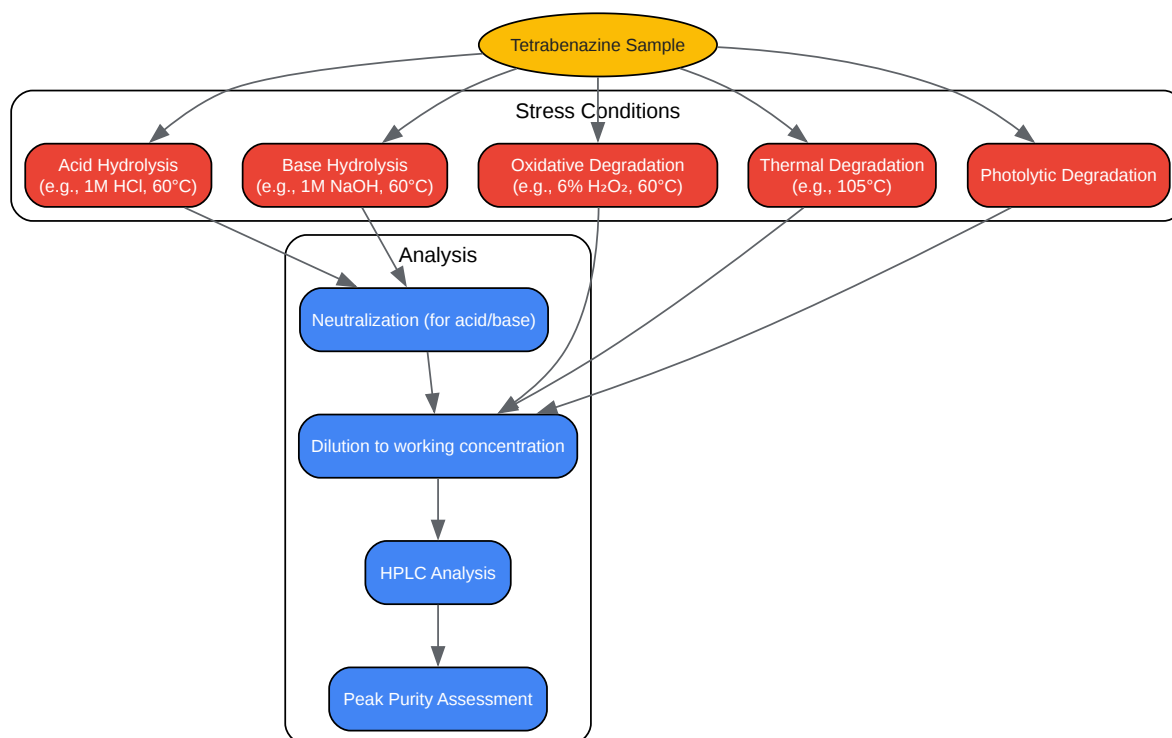 Tetrabenazine Sample
Stress Conditions
Acid Hydrolysis
(e.g., 1M HCl, 60°C)
Base Hydrolysis
(e.g., 1M NaOH, 60°C)
Oxidative Degradation
(e.g., 6% H₂O₂, 60°C)
Thermal Degradation
(e.g., 105°C)
Photolytic Degradation
Analysis
Neutralization (for acid/base)
Dilution to working concentration
HPLC Analysis
Peak Purity Assessment